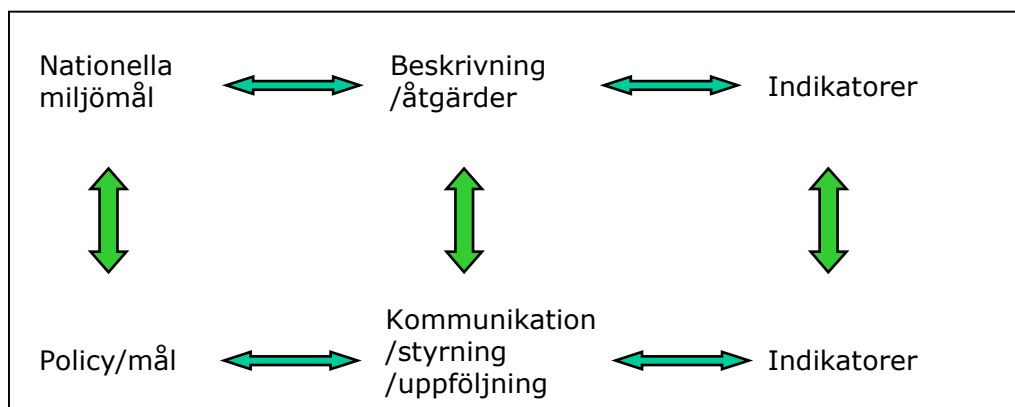 Nationella
miljömål
Beskrivning
/åtgärder
Indikatorer
Policy/mål
Kommunikation
/styrning
/uppföljning
Indikatorer